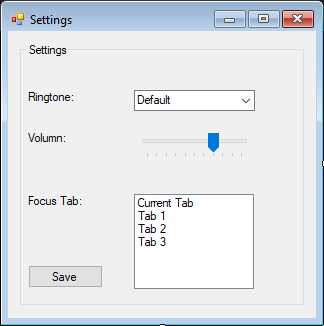 Settings
Settings
Ringtone:
Default
Volumn:
Focus Tab:
Current Tab
Tab 1
Tab 2
Tab 3
Save